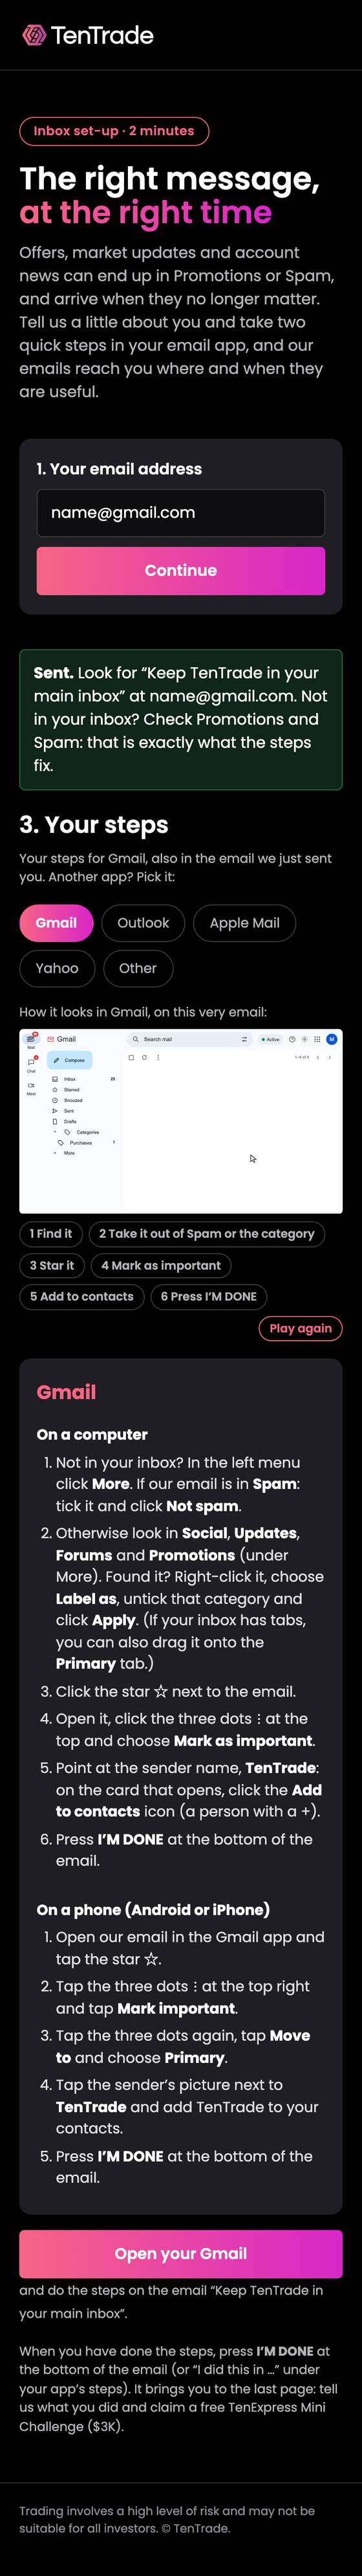 TenTrade
Inbox set-up · 2 minutes
The right message,
at the right time
Offers, market updates and account
news can end up in Promotions or Spam,
and arrive when they no longer matter.
Tell us a little about you and take two
quick steps in your email app, and our
emails reach you where and when they
are useful.
1. Your email address
name@gmail.com
Continue
Sent. Look for “Keep TenTrade in your
main inbox” at name@gmail.com. Not
in your inbox? Check Promotions and
Spam: that is exactly what the steps
fix.
3. Your steps
Your steps for Gmail, also in the email we just sent
you. Another app? Pick it:
Gmail
Outlook
Apple Mail
Yahoo
Other
How it looks in Gmail, on this very email:
Mail
Chat
Meet
Gmail
Search mail
Active
M
Compose
Inbox
Starred
Snoozed
Sent
Drafts
Categories
Purchases
1
More
1 Find it
2 Take it out of Spam or the category
3 Star it
4 Mark as important
5 Add to contacts
6 Press I’M DONE
Play again
Gmail
On a computer
1. Not in your inbox? In the left menu
click More. If our email is in Spam:
tick it and click Not spam.
2. Otherwise look in Social, Updates,
Forums and Promotions (under
More). Found it? Right-click it, choose
Label as, untick that category and
click Apply. (If your inbox has tabs,
you can also drag it onto the
Primary tab.)
3. Click the star ☆ next to the email.
4. Open it, click the three dots ⋮ at the
top and choose Mark as important.
5. Point at the sender name, TenTrade:
on the card that opens, click the Add
to contacts icon (a person with a +).
6. Press I’M DONE at the bottom of the
email.
On a phone (Android or iPhone)
1. Open our email in the Gmail app and
tap the star ☆.
2. Tap the three dots ⋮ at the top right
and tap Mark important.
3. Tap the three dots again, tap Move
to and choose Primary.
4. Tap the sender’s picture next to
TenTrade and add TenTrade to your
contacts.
5. Press I’M DONE at the bottom of the
email.
Open your Gmail
and do the steps on the email “Keep TenTrade in
your main inbox”.
When you have done the steps, press I’M DONE at
the bottom of the email (or “I did this in …” under
your app’s steps). It brings you to the last page: tell
us what you did and claim a free TenExpress Mini
Challenge ($3K).
Trading involves a high level of risk and may not be
suitable for all investors. © TenTrade.